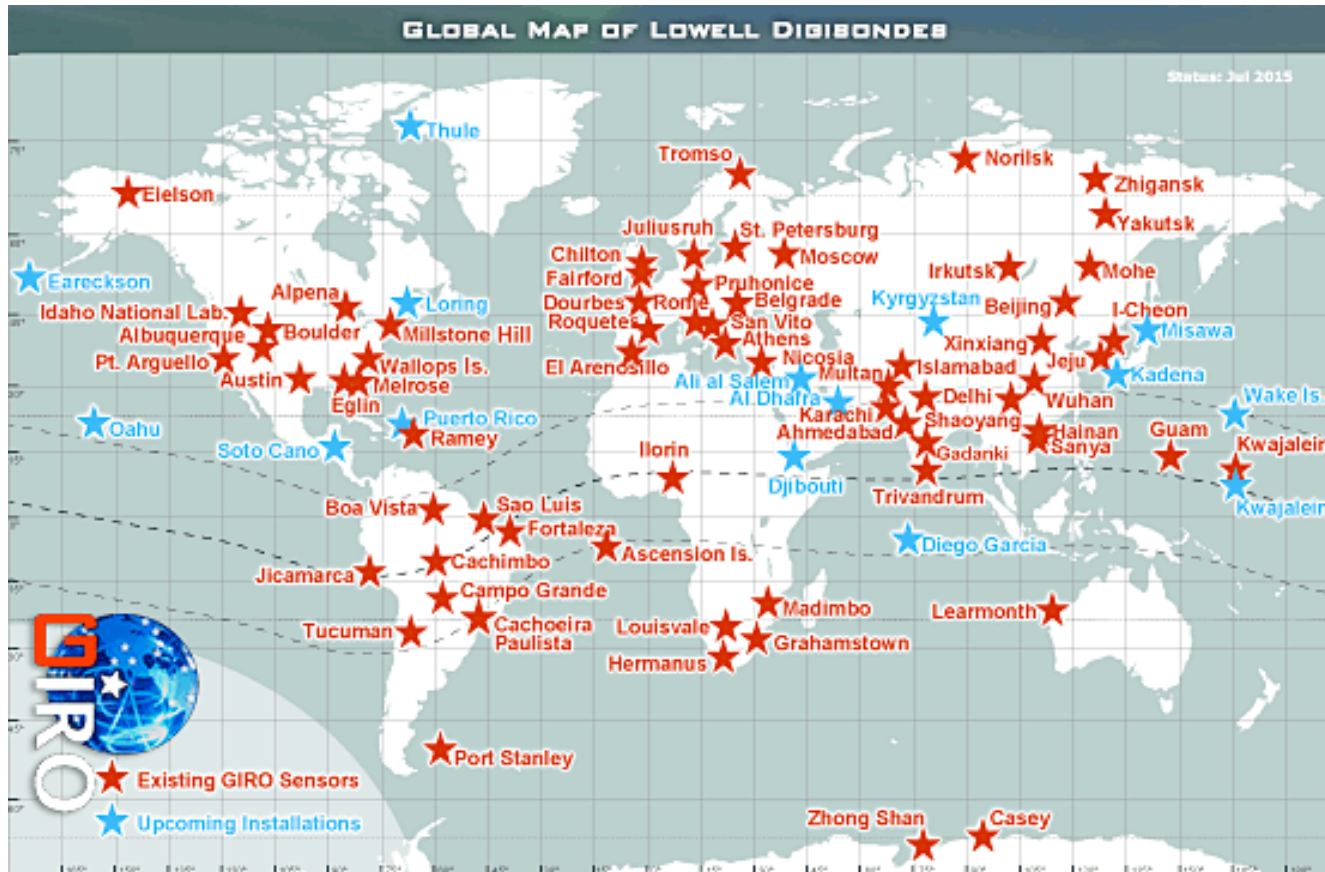 GLOBAL MAP OF LOWELL DIGISONDES
Status: Jul 2015
Thule
Tromso
Norilsk
Zhigansk
Eielson
Yakutsk
Juliusruh
St. Petersburg
Chilton
Moscow
Fairford
Irkutsk
Mohe
Eareckson
Pruhonice
Alpena
Loring
Dourbes
Rome
Belgrade
Kyrgyzstan
Beijing
I-Cheon
Idaho National Lab.
Albuquerque
Boulder
Millstone Hill
Roquetes
San Vito
Misawa
Athens
Xinxiang
Jeju
Pt. Arguello
Wallops Is.
El Arenosillo
Nicosia
Islamabad
Austin
Melrose
Ali al Salem
Multan
Kadena
Eglin
Al Dhafra
Delhi
Wuhan
Wake Is.
Puerto Rico
Karachi
Shaoyang
Oahu
Ramey
Ahmedabad
Hainan
Guam
Soto Cano
Ilorin
Sanya
Kwajalein
Gadanki
Djibouti
Trivandrum
Kwajalein
Boa Vista
Sao Luis
Fortaleza
Diego Garcia
Ascension Is.
Cachimbo
Jicamarca
Campo Grande
Madimbo
Learmonth
Cachoeira
Paulista
Louisvale
Tucuman
Grahamstown
Hermanus
GIRO
Port Stanley
Existing GIRO Sensors
Upcoming Installations
Zhong Shan
Casey